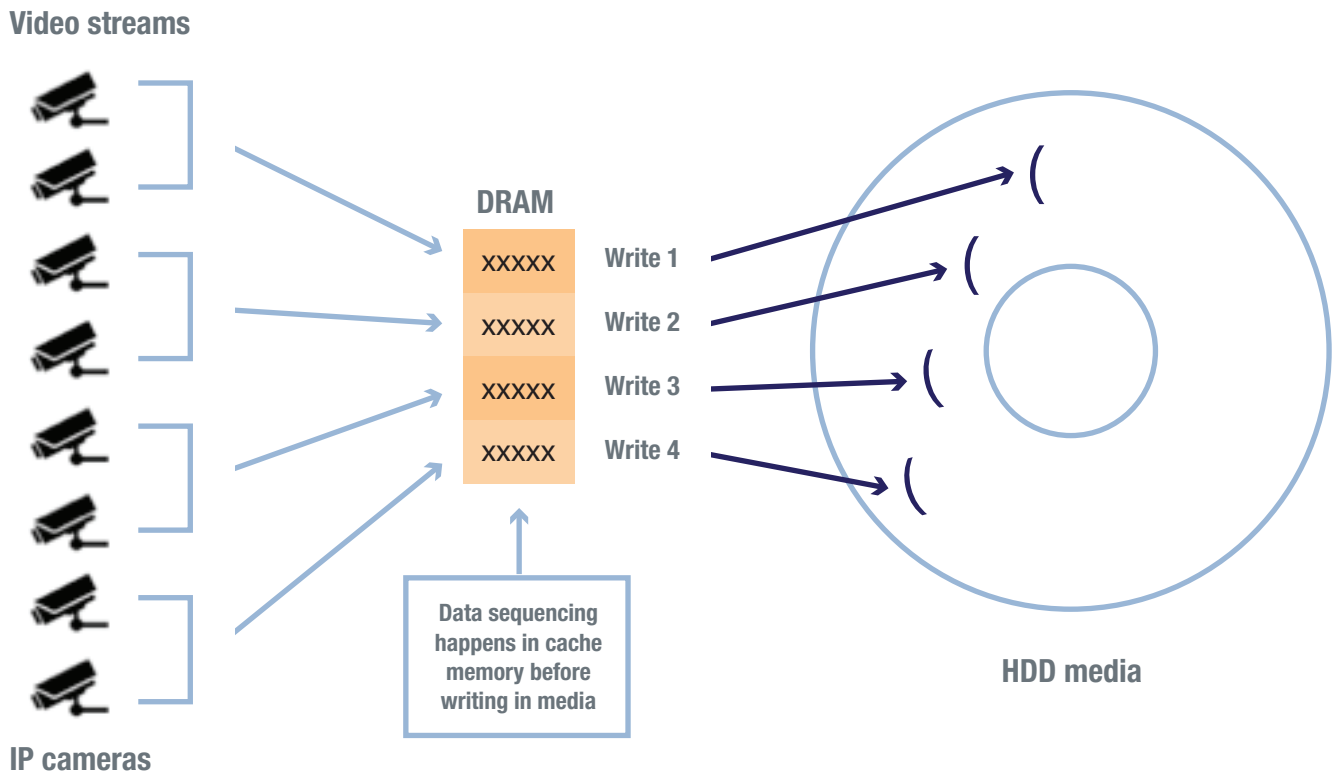 Video streams
DRAM
xxxxx
Write 1
xxxxx
Write 2
xxxxx
Write 3
xxxxx
Write 4
Data sequencing
happens in cache
memory before
writing in media
HDD media
IP cameras